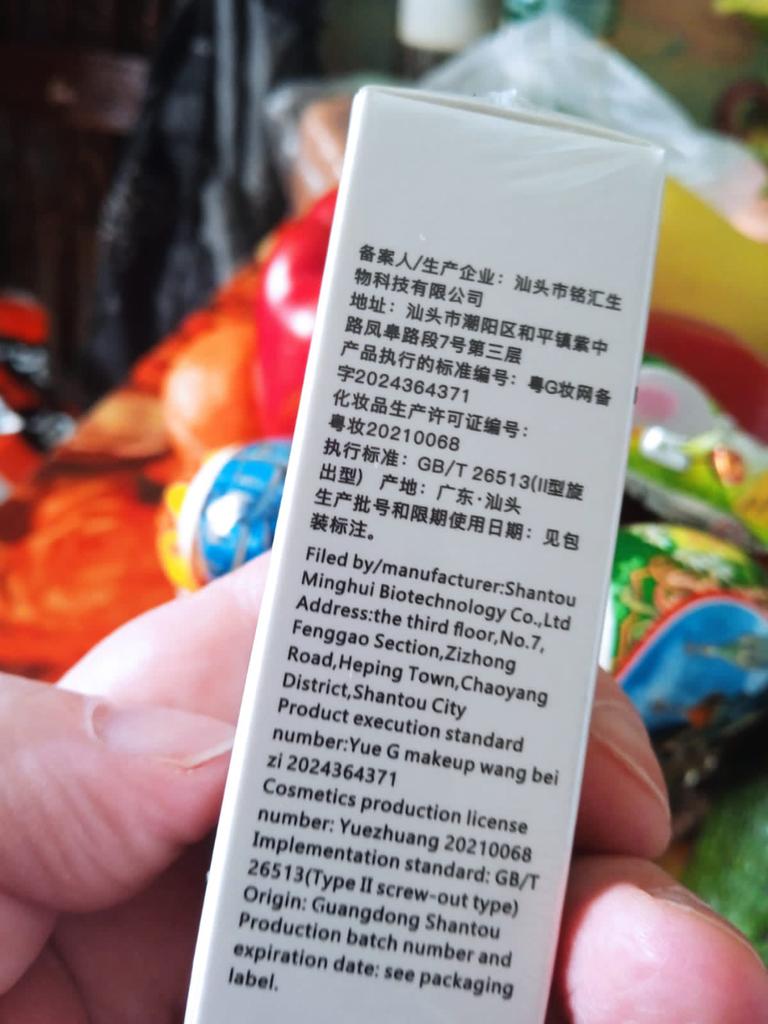 备案人/生产企业：汕头市铭汇生
物科技有限公司
地址：汕头市潮阳区和平镇紫中
路凤皋路段7号第三层
产品执行的标准编号：粤G妆网备
字2024364371
化妆品生产许可证编号：
粤妆20210068
执行标准：GB/T 26513(II型旋
出型) 产地：广东·汕头
生产批号和限期使用日期：见包
装标注。
Filed by/manufacturer:Shantou
Minghui Biotechnology Co.,Ltd
Address:the third floor,No.7,
Fenggao Section,Zizhong
Road,Heping Town,Chaoyang
District,Shantou City
Product execution standard
number:Yue G makeup wang bei
zi 2024364371
Cosmetics production license
number: Yuezhuang 20210068
Implementation standard: GB/T
26513(Type II screw-out type)
Origin: Guangdong Shantou
Production batch number and
expiration date: see packaging
label.